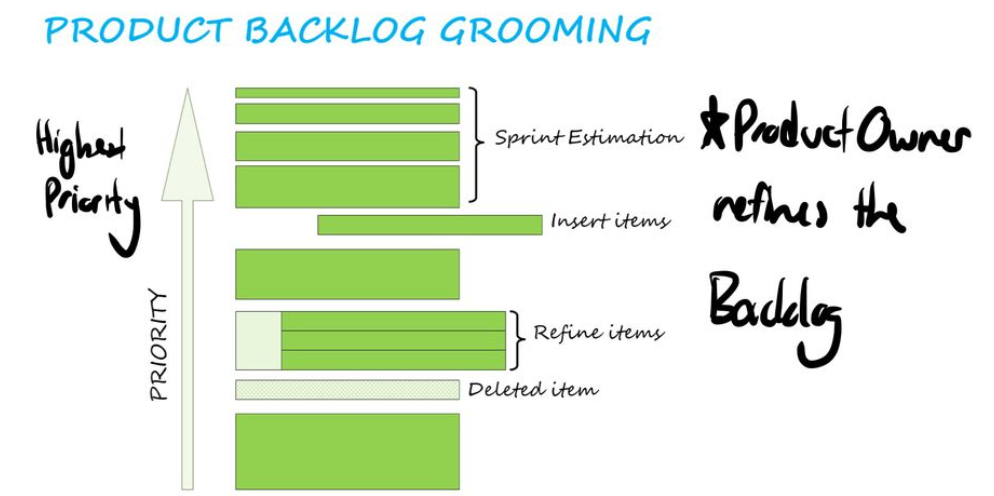 PRODUCT BACKLOG GROOMING
Highest
Priority
PRIORITY
Sprint Estimation
Insert items
Refine items
Deleted item
*Product Owner
refines the
Backlog